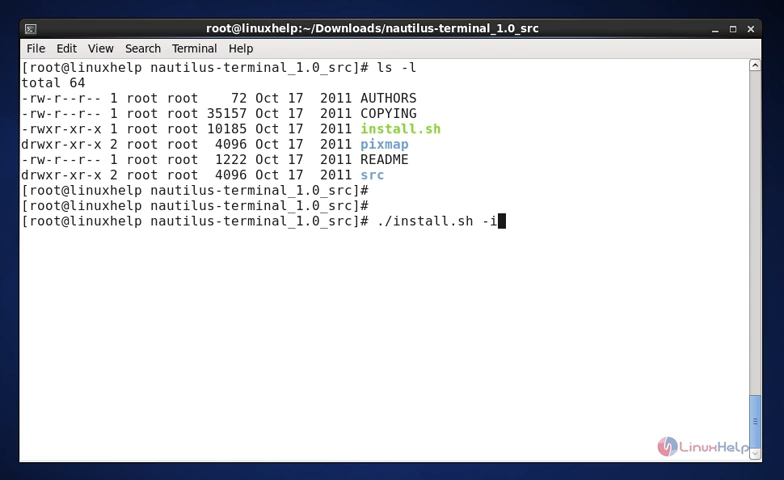 root@linuxhelp:~/Downloads/nautilus-terminal_1.0_src
File Edit View Search Terminal Help
[root@linuxhelp nautilus-terminal_1.0_src]# ls -l
total 64
-rw-r--r-- 1 root root    72 Oct 17  2011 AUTHORS
-rw-r--r-- 1 root root 35157 Oct 17  2011 COPYING
-rwxr-xr-x 1 root root 10185 Oct 17  2011 install.sh
drwxr-xr-x 2 root root  4096 Oct 17  2011 pixmap
-rw-r--r-- 1 root root  1222 Oct 17  2011 README
drwxr-xr-x 2 root root  4096 Oct 17  2011 src
[root@linuxhelp nautilus-terminal_1.0_src]#
[root@linuxhelp nautilus-terminal_1.0_src]#
[root@linuxhelp nautilus-terminal_1.0_src]# ./install.sh -i
LinuxHelp